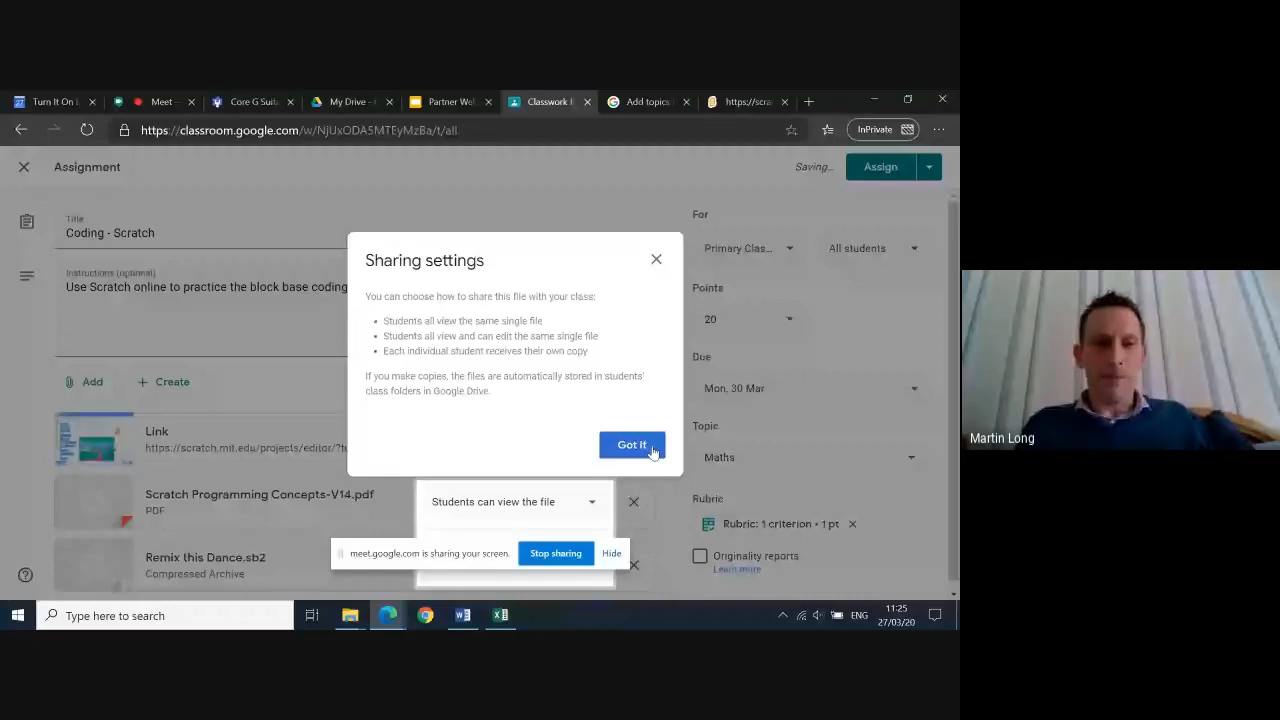 Turn It On
Meet -
Core G Suit
My Drive -
Partner Wel
Classwork f
Add topics
https://scra
https://classroom.google.com/w/NjUxODA5MTEyMzBa/t/all
InPrivate
Assignment
Saving...
Assign
Title
Coding - Scratch
Instructions (optional)
Use Scratch online to practice the block base coding
Add
Create
Link
https://scratch.mit.edu/projects/editor/?tu
Scratch Programming Concepts-V14.pdf
PDF
Remix this Dance.sb2
Compressed Archive
Sharing settings
You can choose how to share this file with your class:
• Students all view the same single file
• Students all view and can edit the same single file
• Each individual student receives their own copy
If you make copies, the files are automatically stored in students'
class folders in Google Drive.
Got it
Students can view the file
meet.google.com is sharing your screen.
Stop sharing
Hide
For
Primary Clas...
All students
Points
20
Due
Mon, 30 Mar
Topic
Maths
Rubric
Rubric: 1 criterion • 1 pt
Originality reports
Learn more
Martin Long
Type here to search
ENG
11:25
27/03/20